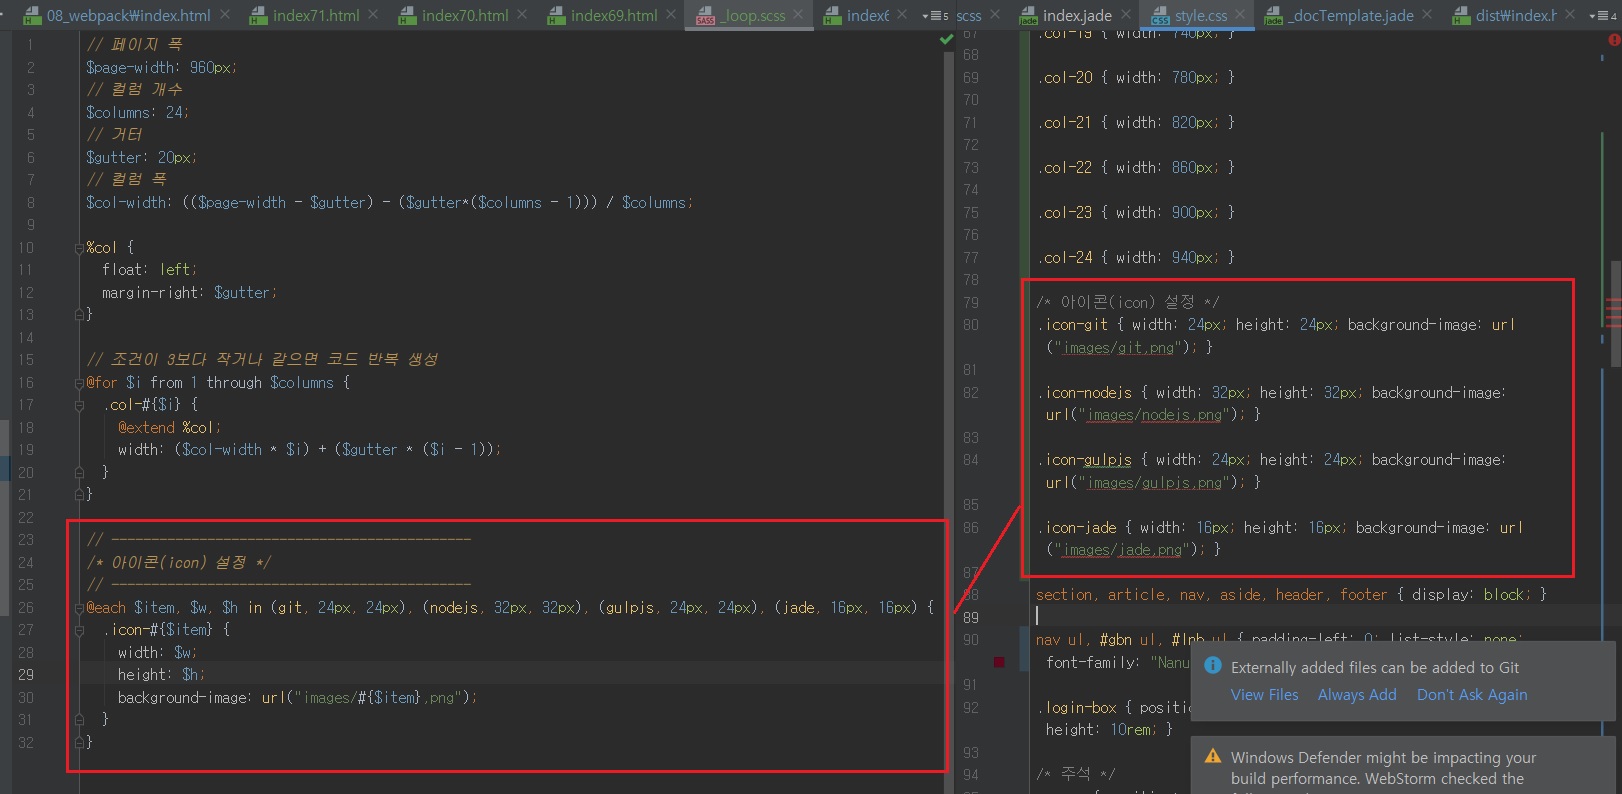 08_webpack\index.html
index71.html
index70.html
index69.html
_loop.scss
index6
5
scss
index.jade
style.css
_docTemplate.jade
dist\index.h
4
1 // 페이지 폭
2 $page-width: 960px;
3 // 컬럼 개수
4 $columns: 24;
5 // 거터
6 $gutter: 20px;
7 // 컬럼 폭
8 $col-width: (($page-width - $gutter) - ($gutter*($columns - 1))) / $columns;
9
10 %col {
11 float: left;
12 margin-right: $gutter;
13 }
14
15 // 조건이 3보다 작거나 같으면 코드 반복 생성
16 @for $i from 1 through $columns {
17 .col-#{$i} {
18 @extend %col;
19 width: ($col-width * $i) + ($gutter * ($i - 1));
20 }
21 }
22
23 // ---------------------------------------------
24 /* 아이콘(icon) 설정 */
25 // ---------------------------------------------
26 @each $item, $w, $h in (git, 24px, 24px), (nodejs, 32px, 32px), (gulpjs, 24px, 24px), (jade, 16px, 16px) {
27 .icon-#{$item} {
28 width: $w;
29 height: $h;
30 background-image: url("images/#{$item},png");
31 }
32 }
67 .col-19 { width: 740px; }
68
69 .col-20 { width: 780px; }
70
71 .col-21 { width: 820px; }
72
73 .col-22 { width: 860px; }
74
75 .col-23 { width: 900px; }
76
77 .col-24 { width: 940px; }
78
79 /* 아이콘(icon) 설정 */
80 .icon-git { width: 24px; height: 24px; background-image: url
("images/git,png"); }
81
82 .icon-nodejs { width: 32px; height: 32px; background-image:
url("images/nodejs,png"); }
83
84 .icon-gulpjs { width: 24px; height: 24px; background-image:
url("images/gulpjs,png"); }
85
86 .icon-jade { width: 16px; height: 16px; background-image: url
("images/jade,png"); }
87
88 section, article, nav, aside, header, footer { display: block; }
89
90 nav ul, #gbn ul, #lnb ul { padding-left: 0; list-style: none;
font-family: "Nanu
91
92 .login-box { positio
height: 10rem; }
93
94 /* 주석 */
Externally added files can be added to Git
View Files Always Add Don't Ask Again
Windows Defender might be impacting your
build performance. WebStorm checked the